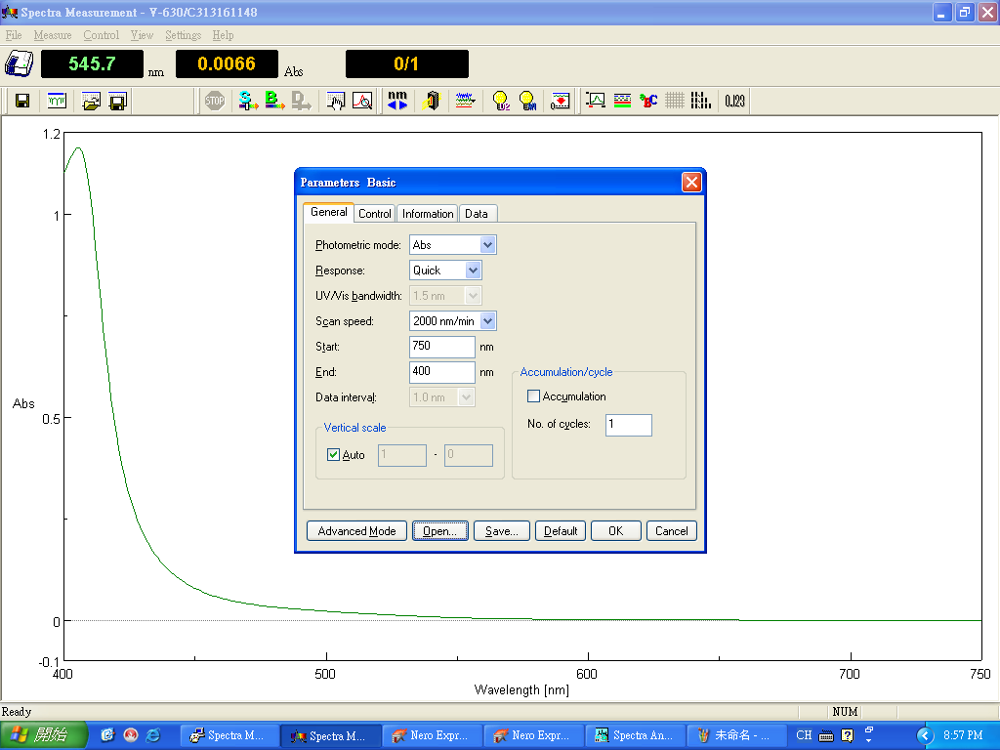 Spectra Measurement - V-630/C313161148
File Measure Control View Settings Help
545.7 nm 0.0066 Abs 0/1
STOP S B D nm EM BC 0.123
1.2
1
Abs
0.5
0
-0.1
400 500 600 700 750
Wavelength [nm]
Parameters Basic
General Control Information Data
Photometric mode: Abs
Response: Quick
UV/Vis bandwidth: 1.5 nm
Scan speed: 2000 nm/min
Start: 750 nm
End: 400 nm
Data interval: 1.0 nm
Vertical scale
Auto 1 - 0
Accumulation/cycle
Accumulation
No. of cycles: 1
Advanced Mode Open... Save... Default OK Cancel
Ready NUM
開始 Spectra M... Spectra M... Nero Expr... Nero Expr... Spectra An... 未命名 - ... CH 8:57 PM